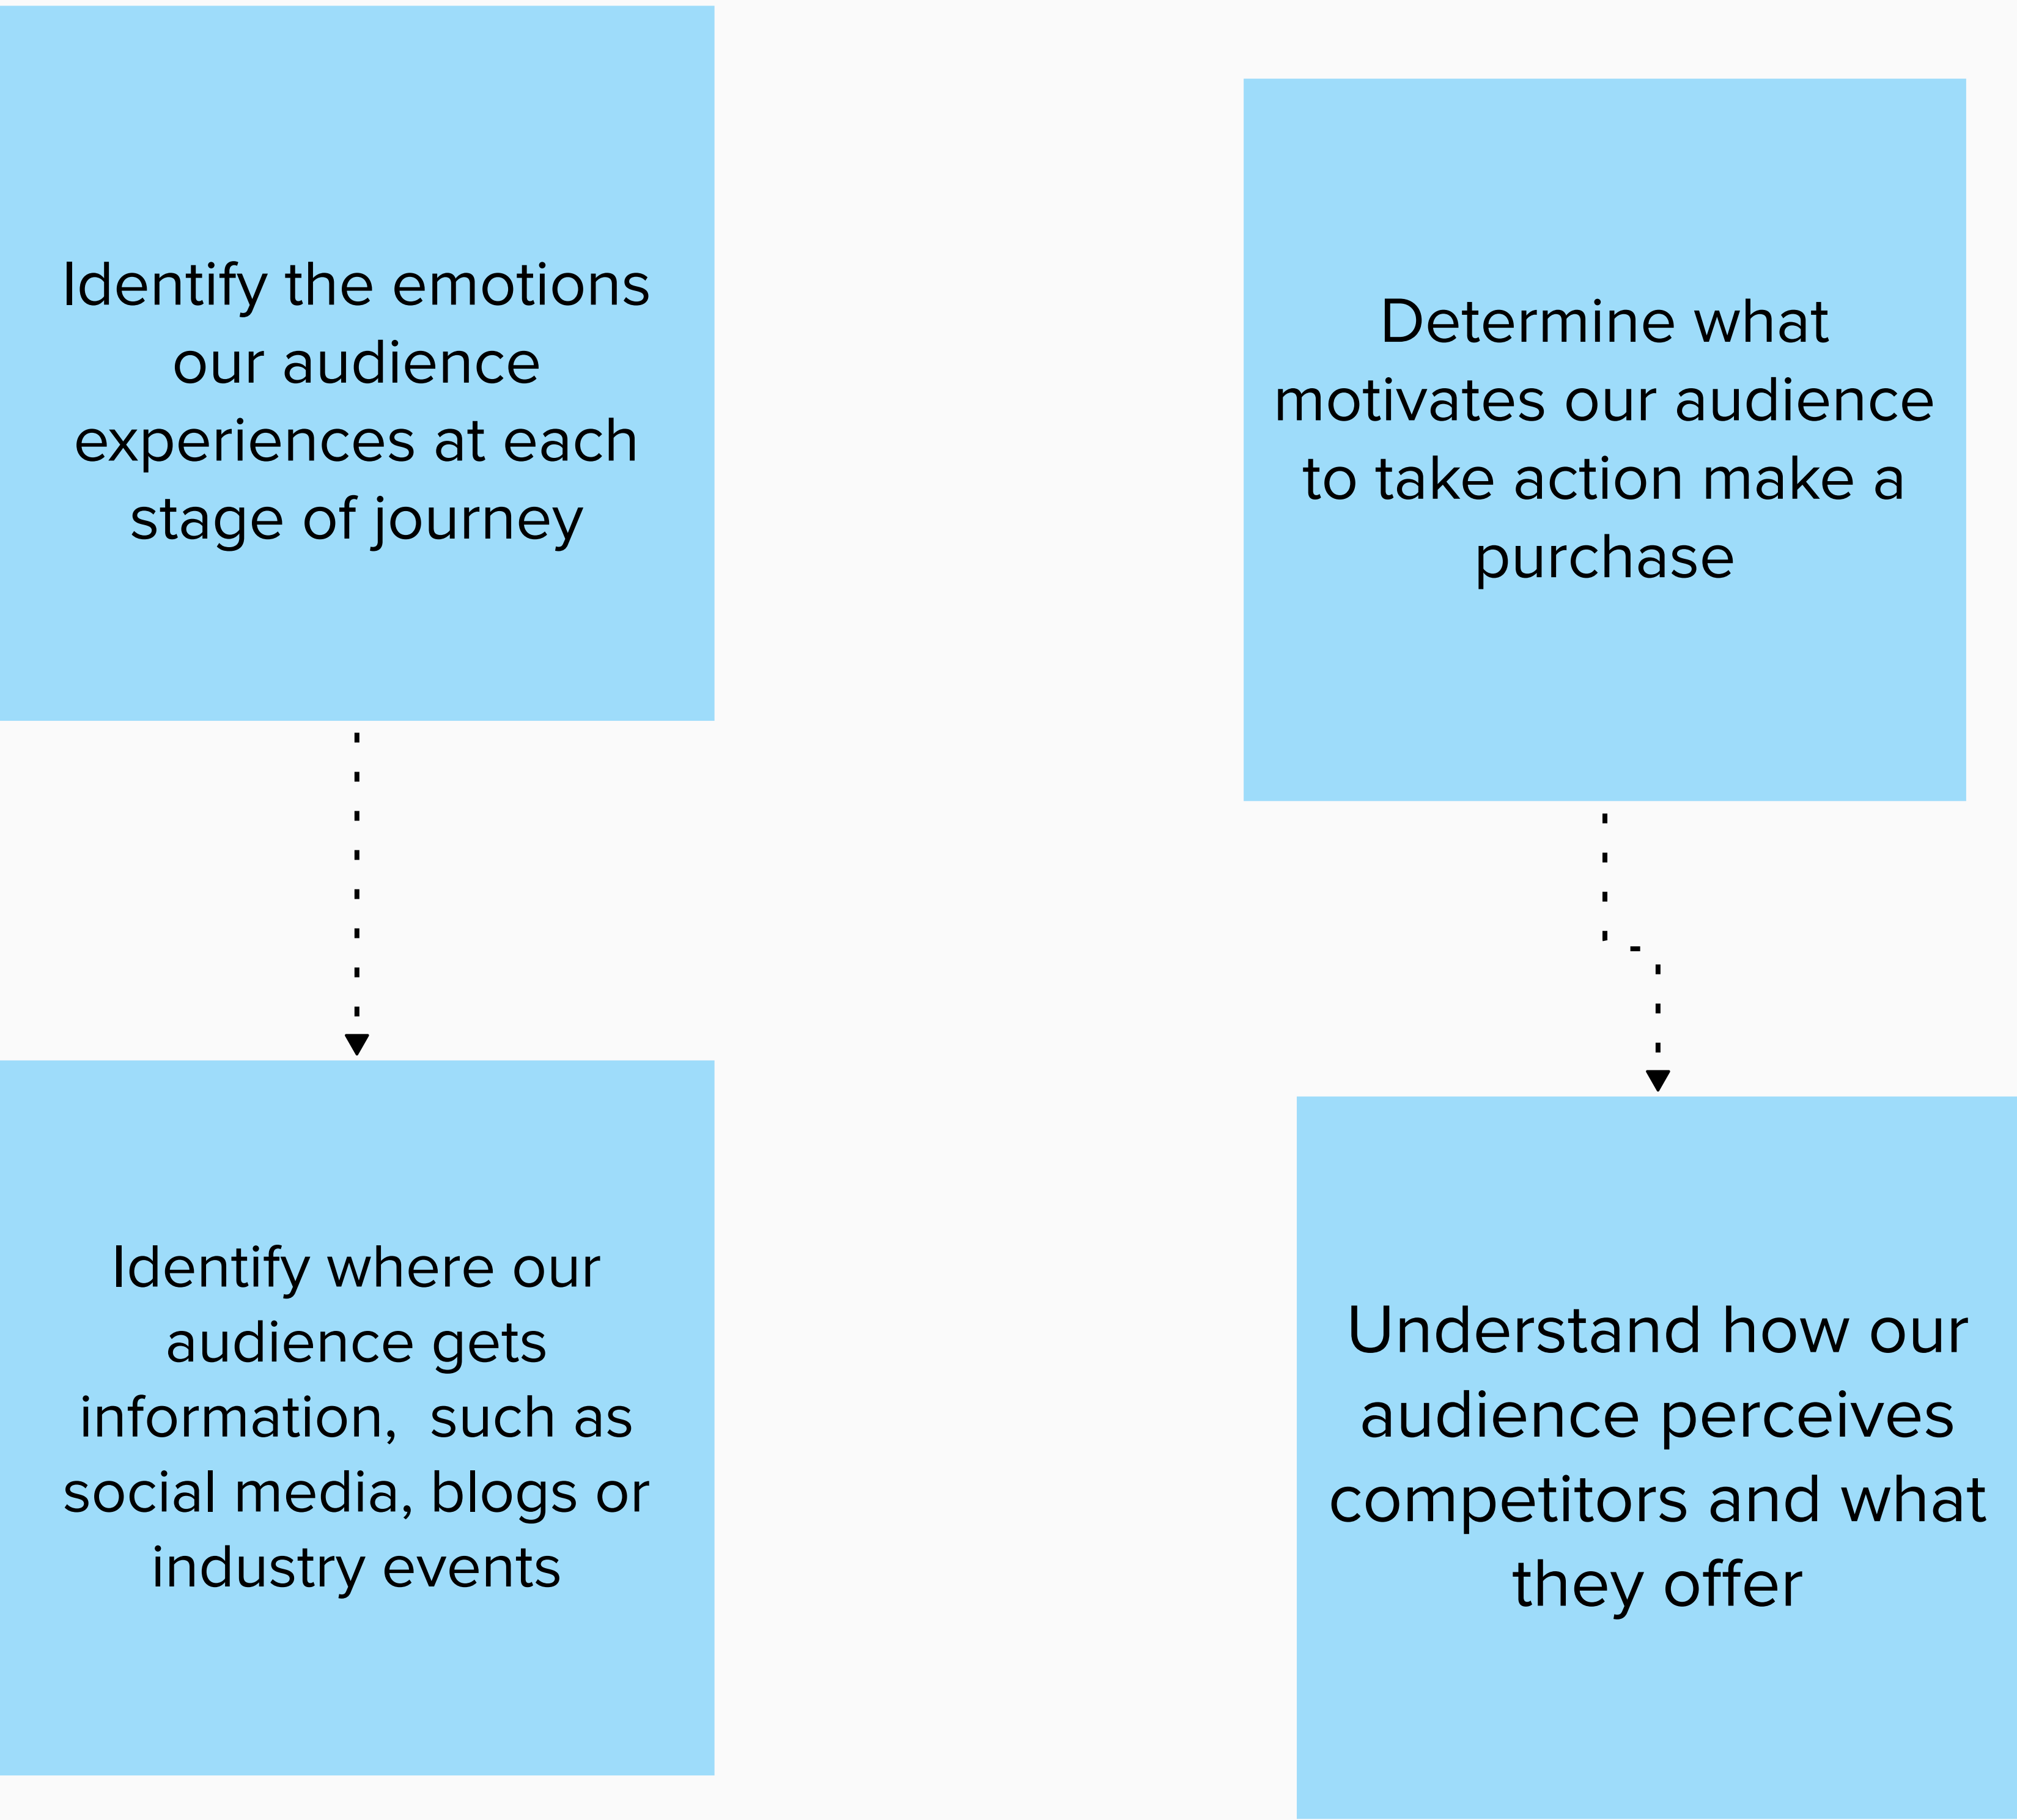 Identify the emotions
our audience
experiences at each
stage of journey
Determine what
motivates our audience
to take action make a
purchase
Identify where our
audience gets
information,  such as
social media, blogs or
industry events
Understand how our
audience perceives
competitors and what
they offer